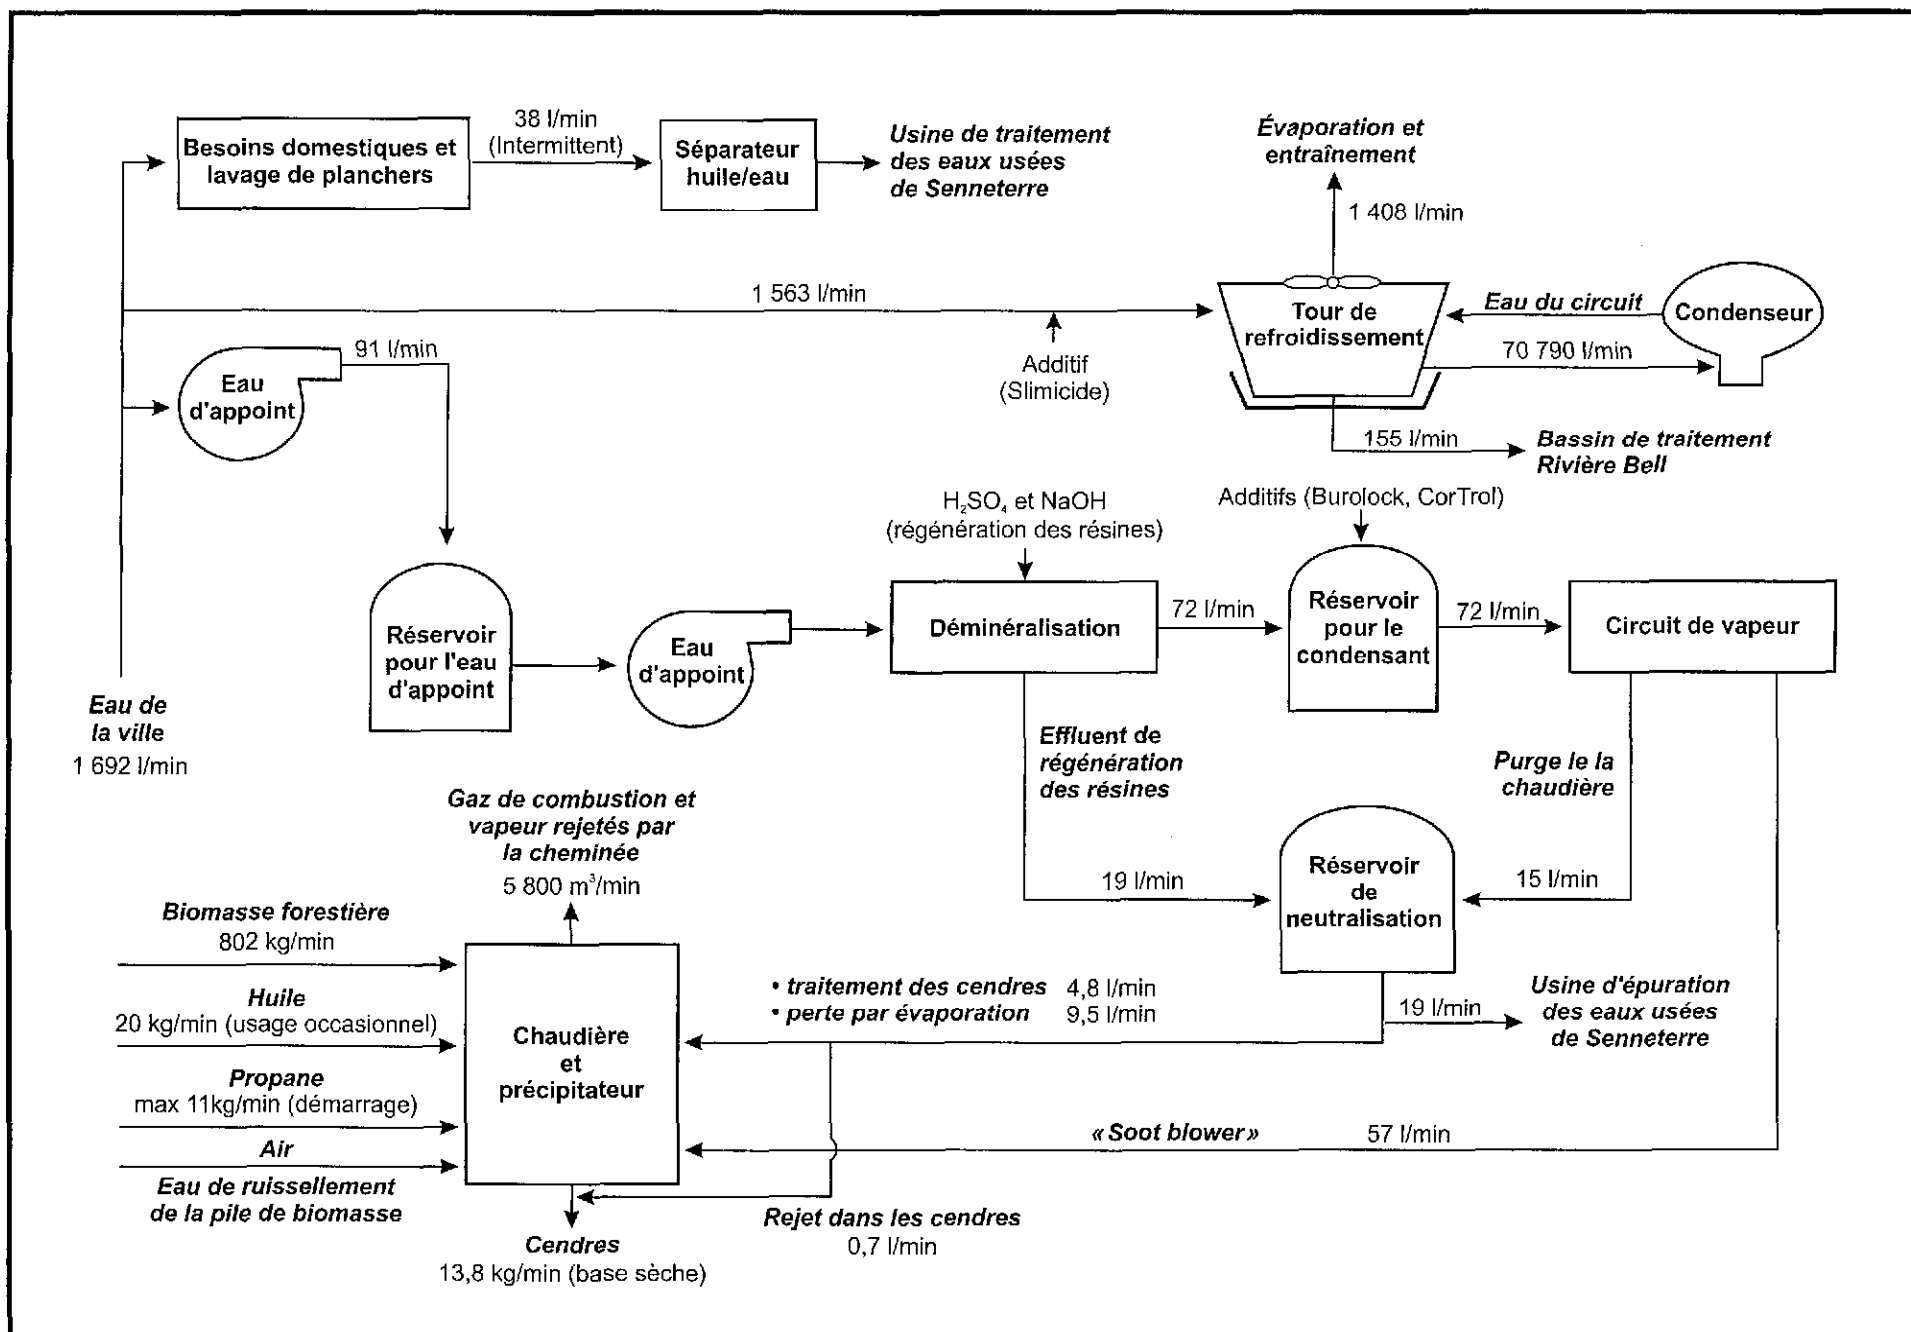 Besoins domestiques et
lavage de planchers
38 l/min
(Intermittent)
Séparateur
huile/eau
Usine de traitement
des eaux usées
de Senneterre
Évaporation et
entraînement
1 408 l/min
1 563 l/min
Additif
(Slimicide)
Tour de
refroidissement
Eau du circuit
Condenseur
70 790 l/min
155 l/min
Bassin de traitement
Rivière Bell
91 l/min
Eau
d'appoint
Réservoir
pour l'eau
d'appoint
Eau
d'appoint
H₂SO₄ et NaOH
(régénération des résines)
Déminéralisation
72 l/min
Additifs (Burolock, CorTrol)
Réservoir
pour le
condensant
72 l/min
Circuit de vapeur
Eau de
la ville
1 692 l/min
Effluent de
régénération
des résines
Purge le la
chaudière
19 l/min
Réservoir
de
neutralisation
15 l/min
Gaz de combustion et
vapeur rejetés par
la cheminée
5 800 m³/min
Biomasse forestière
802 kg/min
Huile
20 kg/min (usage occasionnel)
Propane
max 11kg/min (démarrage)
Air
Eau de ruissellement
de la pile de biomasse
Chaudière
et
précipitateur
• traitement des cendres 4,8 l/min
• perte par évaporation 9,5 l/min
19 l/min
Usine d'épuration
des eaux usées
de Senneterre
« Soot blower » 57 l/min
Rejet dans les cendres
0,7 l/min
Cendres
13,8 kg/min (base sèche)